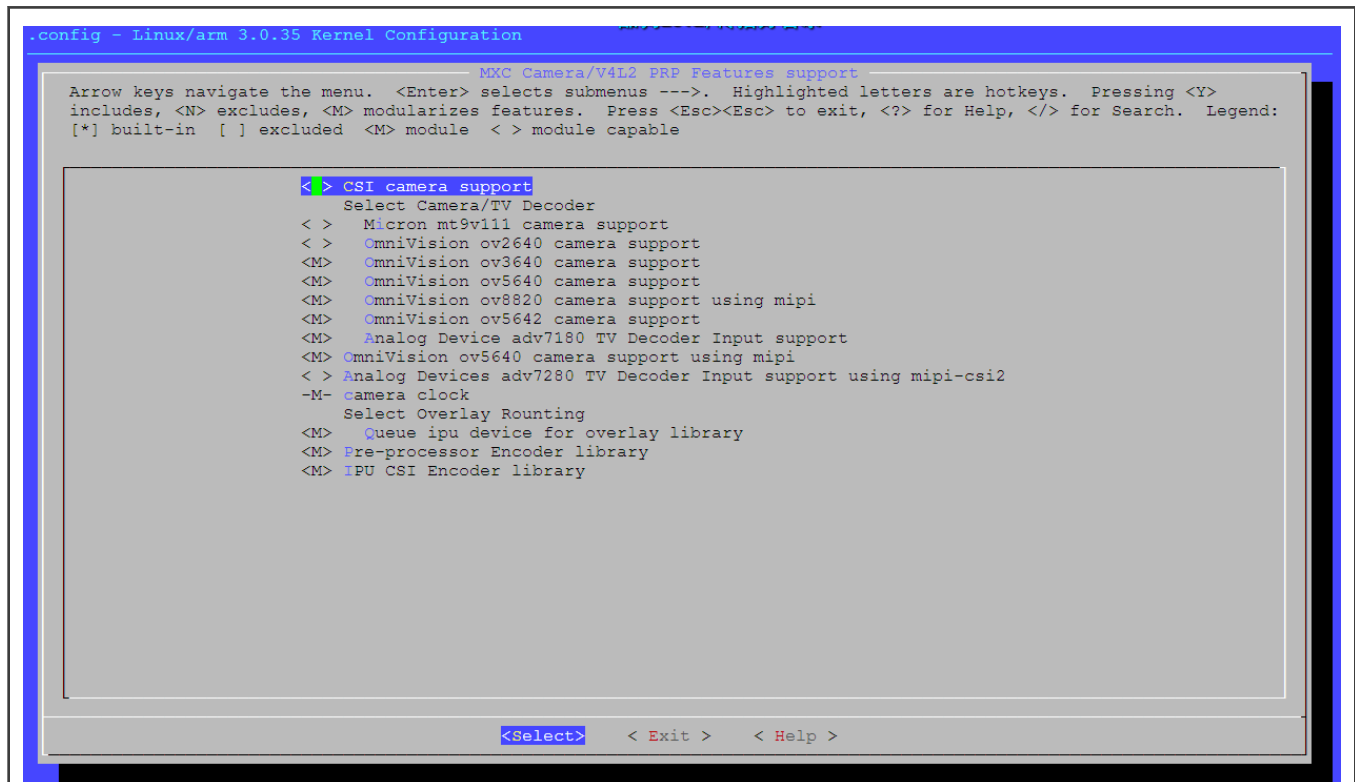 .config - Linux/arm 3.0.35 Kernel Configuration
MXC Camera/V4L2 PRP Features support
Arrow keys navigate the menu.  <Enter> selects submenus --->.  Highlighted letters are hotkeys.  Pressing <Y>
includes, <N> excludes, <M> modularizes features.  Press <Esc><Esc> to exit, <?> for Help, </> for Search.  Legend:
[*] built-in  [ ] excluded  <M> module  < > module capable
< > CSI camera support
Select Camera/TV Decoder
< >   Micron mt9v111 camera support
< >   OmniVision ov2640 camera support
<M>   OmniVision ov3640 camera support
<M>   OmniVision ov5640 camera support
<M>   OmniVision ov8820 camera support using mipi
<M>   OmniVision ov5642 camera support
<M>   Analog Device adv7180 TV Decoder Input support
<M> OmniVision ov5640 camera support using mipi
< > Analog Devices adv7280 TV Decoder Input support using mipi-csi2
-M- camera clock
Select Overlay Rounting
<M>   Queue ipu device for overlay library
<M> Pre-processor Encoder library
<M> IPU CSI Encoder library
<Select>    < Exit >    < Help >